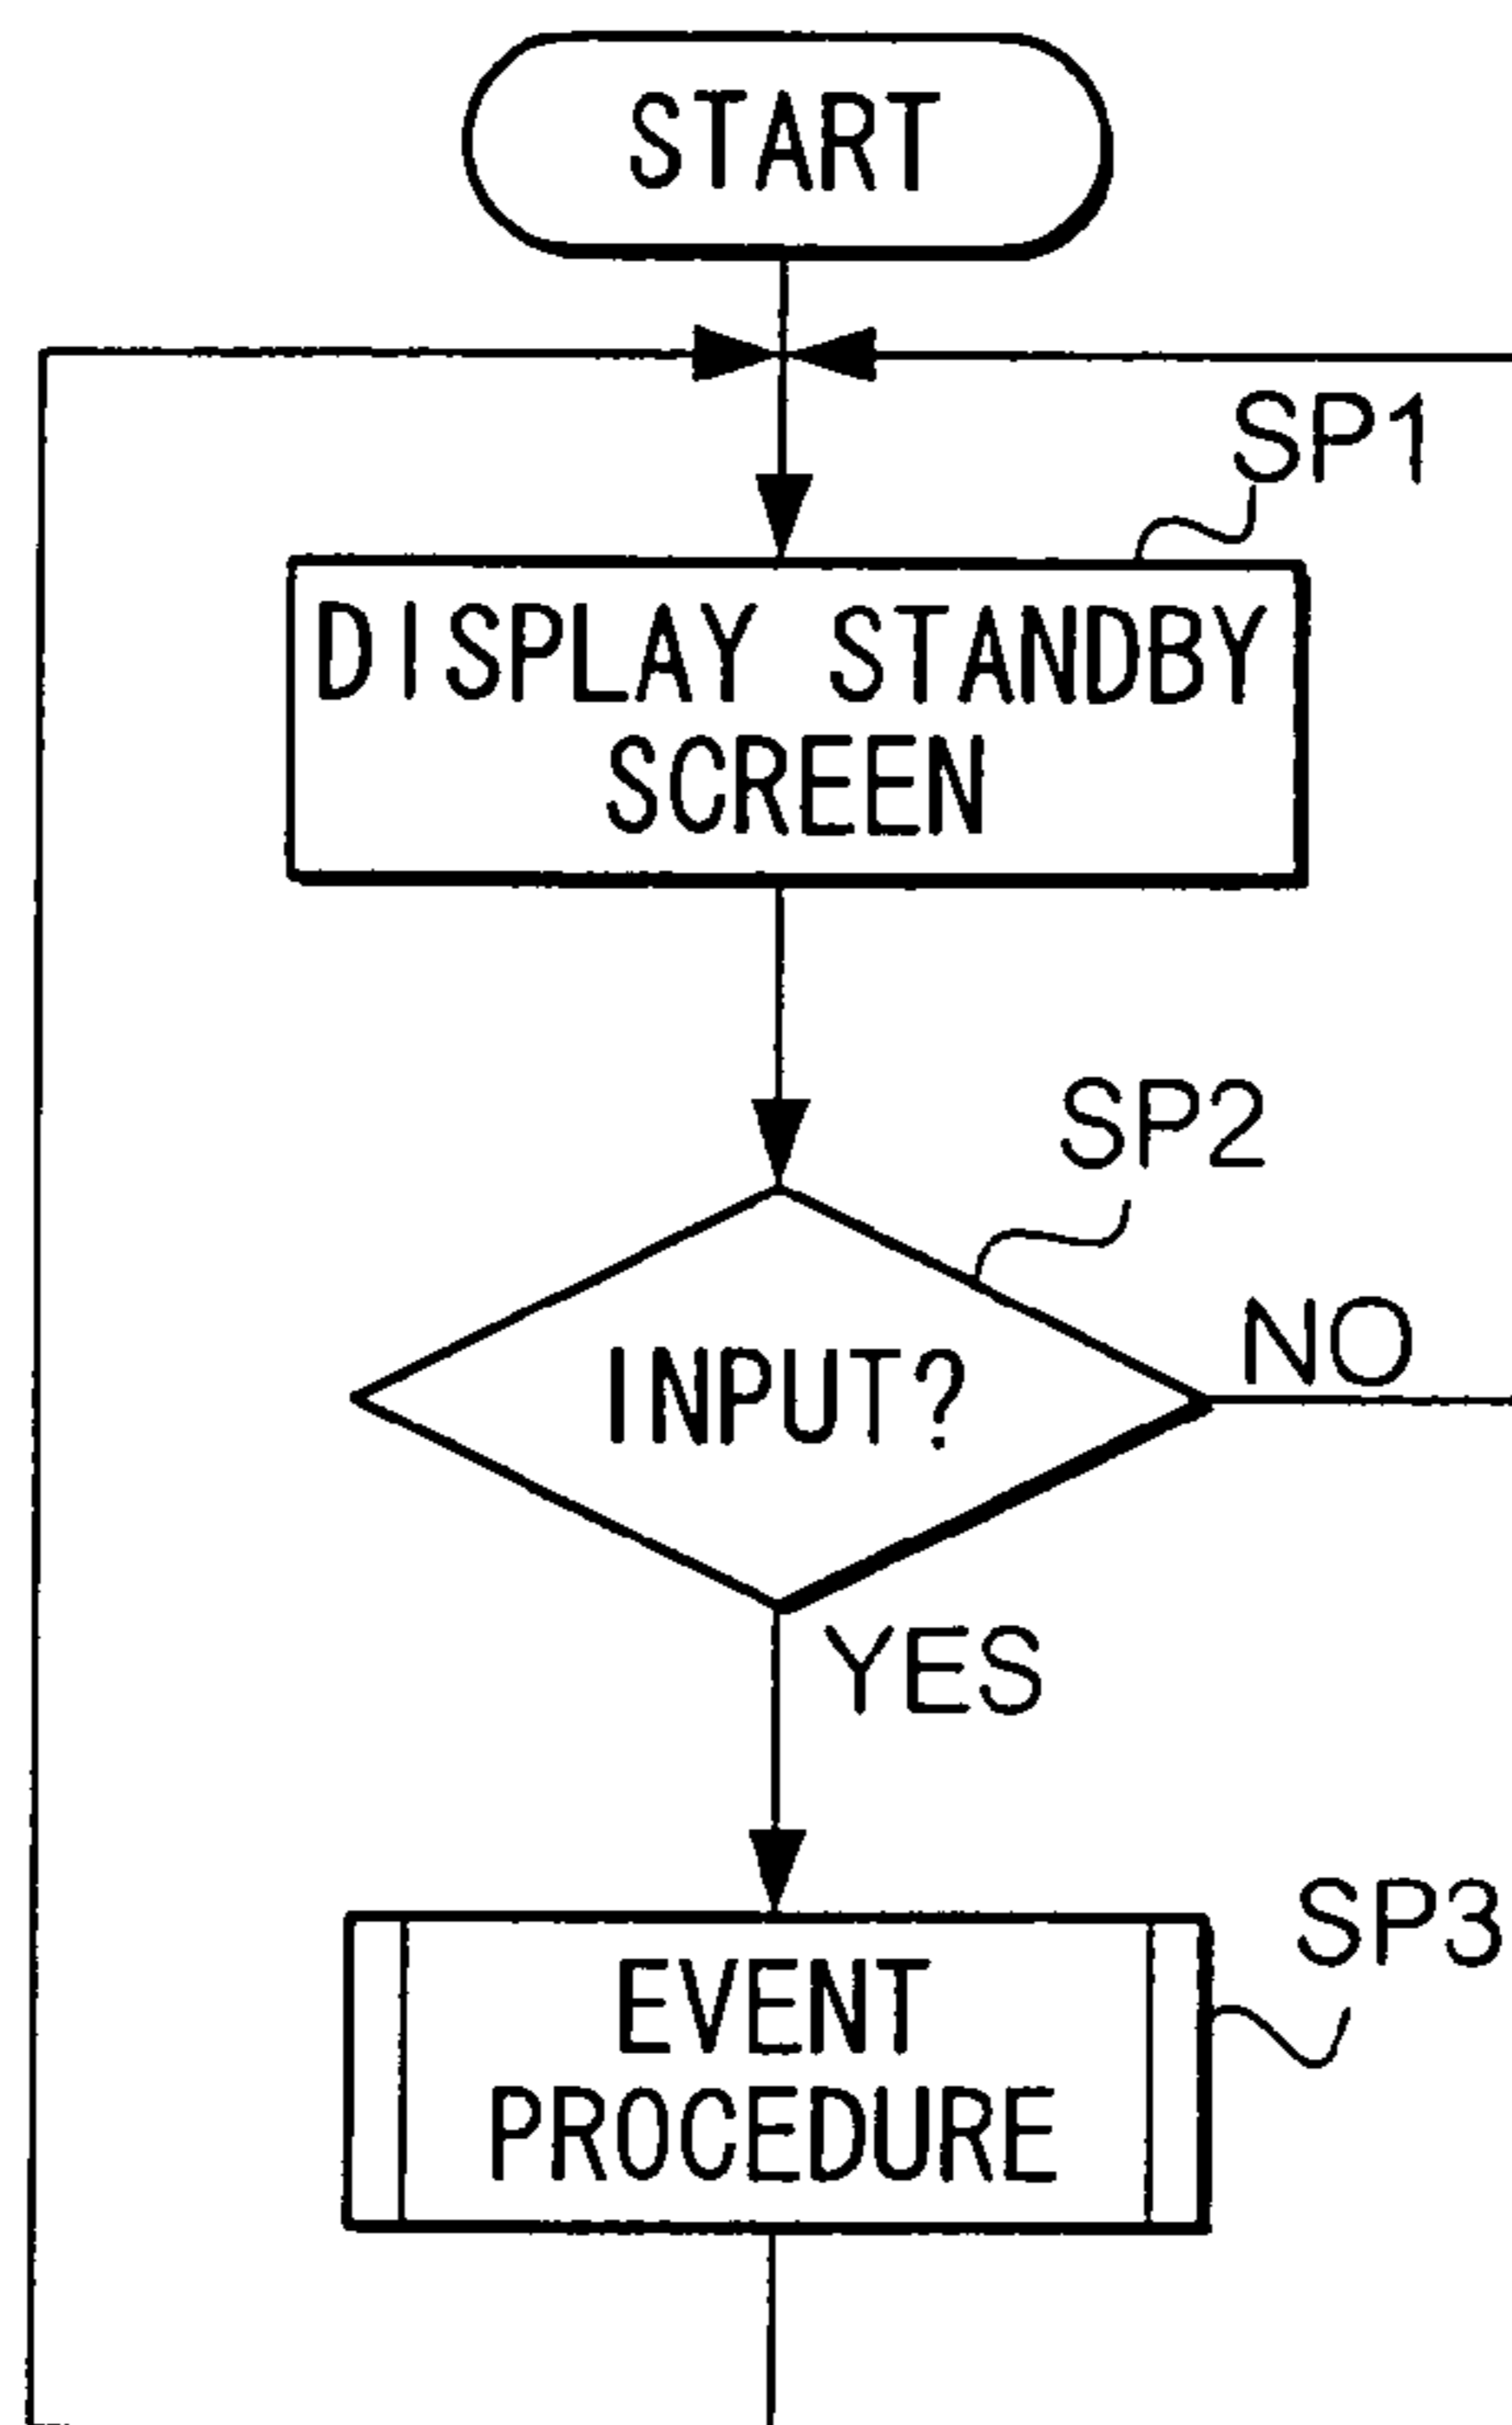 START
SP1
DISPLAY STANDBY
SCREEN
SP2
INPUT?
NO
YES
SP3
EVENT
PROCEDURE